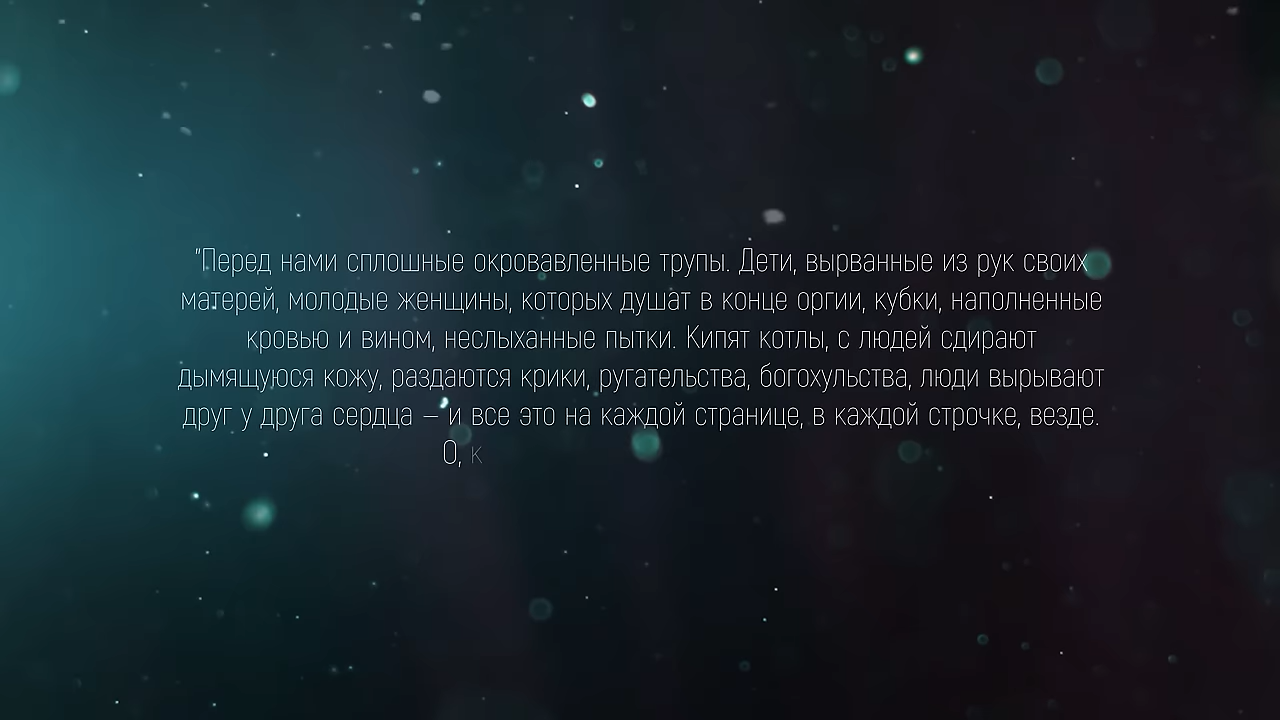 "Перед нами сплошные окровавленные трупы. Дети, вырванные из рук своих
матерей, молодые женщины, которых душат в конце оргии, кубки, наполненные
кровью и вином, неслыханные пытки. Кипят котлы, с людей сдирают
дымящуюся кожу, раздаются крики, ругательства, богохульства, люди вырывают
друг у друга сердца – и все это на каждой странице, в каждой строчке, везде.
О, к